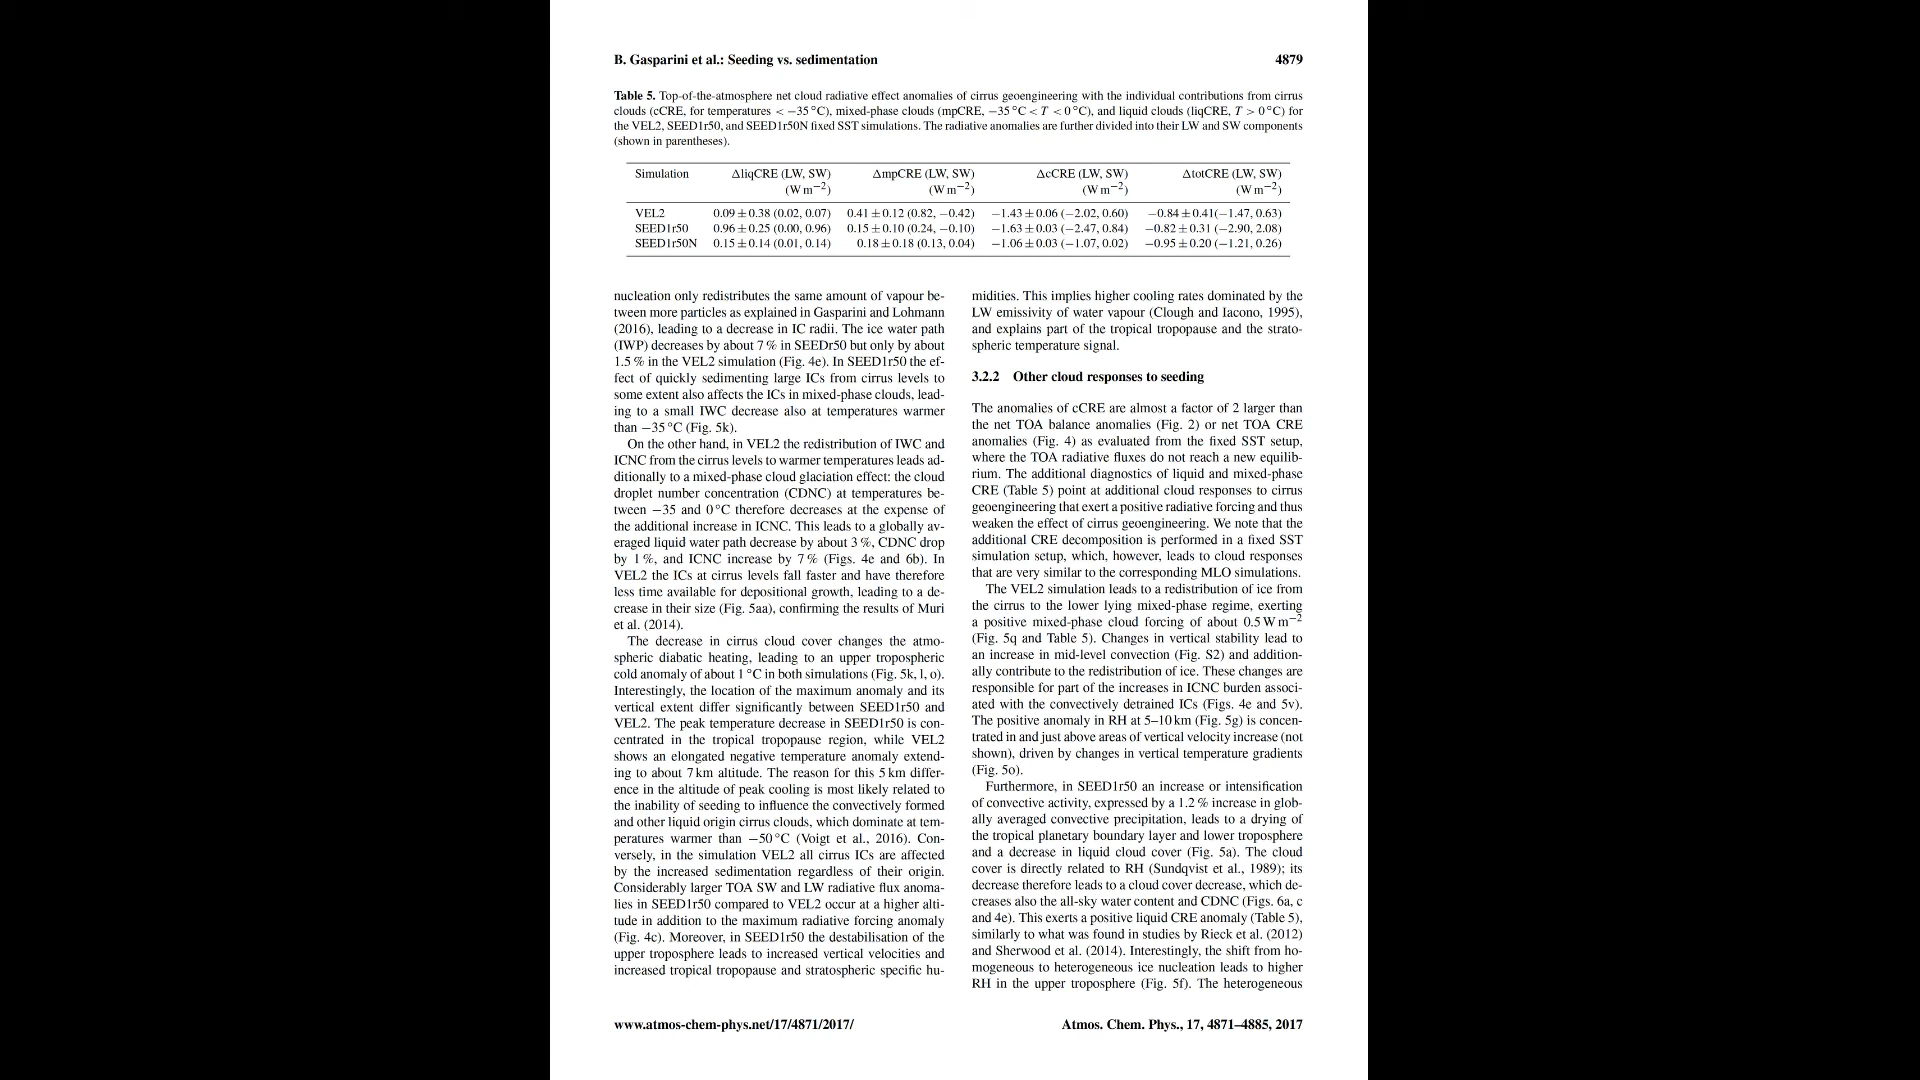 B. Gasparini et al.: Seeding vs. sedimentation 4879
Table 5. Top-of-the-atmosphere net cloud radiative effect anomalies of cirrus geoengineering with the individual contributions from cirrus
clouds (cCRE, for temperatures < −35 °C), mixed-phase clouds (mpCRE, −35 °C < T < 0 °C), and liquid clouds (liqCRE, T > 0 °C) for
the VEL2, SEED1r50, and SEED1r50N fixed SST simulations. The radiative anomalies are further divided into their LW and SW components
(shown in parentheses).
Simulation ΔliqCRE (LW, SW) ΔmpCRE (LW, SW) ΔcCRE (LW, SW) ΔtotCRE (LW, SW)
(W m−2) (W m−2) (W m−2) (W m−2)
VEL2 0.09 ± 0.38 (0.02, 0.07) 0.41 ± 0.12 (0.82, −0.42) −1.43 ± 0.06 (−2.02, 0.60) −0.84 ± 0.41(−1.47, 0.63)
SEED1r50 0.96 ± 0.25 (0.00, 0.96) 0.15 ± 0.10 (0.24, −0.10) −1.63 ± 0.03 (−2.47, 0.84) −0.82 ± 0.31 (−2.90, 2.08)
SEED1r50N 0.15 ± 0.14 (0.01, 0.14) 0.18 ± 0.18 (0.13, 0.04) −1.06 ± 0.03 (−1.07, 0.02) −0.95 ± 0.20 (−1.21, 0.26)
nucleation only redistributes the same amount of vapour be-
tween more particles as explained in Gasparini and Lohmann
(2016), leading to a decrease in IC radii. The ice water path
(IWP) decreases by about 7 % in SEEDr50 but only by about
1.5 % in the VEL2 simulation (Fig. 4e). In SEED1r50 the ef-
fect of quickly sedimenting large ICs from cirrus levels to
some extent also affects the ICs in mixed-phase clouds, lead-
ing to a small IWC decrease also at temperatures warmer
than −35 °C (Fig. 5k).
On the other hand, in VEL2 the redistribution of IWC and
ICNC from the cirrus levels to warmer temperatures leads ad-
ditionally to a mixed-phase cloud glaciation effect: the cloud
droplet number concentration (CDNC) at temperatures be-
tween −35 and 0 °C therefore decreases at the expense of
the additional increase in ICNC. This leads to a globally av-
eraged liquid water path decrease by about 3 %, CDNC drop
by 1 %, and ICNC increase by 7 % (Figs. 4e and 6b). In
VEL2 the ICs at cirrus levels fall faster and have therefore
less time available for depositional growth, leading to a de-
crease in their size (Fig. 5aa), confirming the results of Muri
et al. (2014).
The decrease in cirrus cloud cover changes the atmo-
spheric diabatic heating, leading to an upper tropospheric
cold anomaly of about 1 °C in both simulations (Fig. 5k, l, o).
Interestingly, the location of the maximum anomaly and its
vertical extent differ significantly between SEED1r50 and
VEL2. The peak temperature decrease in SEED1r50 is con-
centrated in the tropical tropopause region, while VEL2
shows an elongated negative temperature anomaly extend-
ing to about 7 km altitude. The reason for this 5 km differ-
ence in the altitude of peak cooling is most likely related to
the inability of seeding to influence the convectively formed
and other liquid origin cirrus clouds, which dominate at tem-
peratures warmer than −50 °C (Voigt et al., 2016). Con-
versely, in the simulation VEL2 all cirrus ICs are affected
by the increased sedimentation regardless of their origin.
Considerably larger TOA SW and LW radiative flux anoma-
lies in SEED1r50 compared to VEL2 occur at a higher alti-
tude in addition to the maximum radiative forcing anomaly
(Fig. 4c). Moreover, in SEED1r50 the destabilisation of the
upper troposphere leads to increased vertical velocities and
increased tropical tropopause and stratospheric specific hu-
midities. This implies higher cooling rates dominated by the
LW emissivity of water vapour (Clough and Iacono, 1995),
and explains part of the tropical tropopause and the strato-
spheric temperature signal.
3.2.2 Other cloud responses to seeding
The anomalies of cCRE are almost a factor of 2 larger than
the net TOA balance anomalies (Fig. 2) or net TOA CRE
anomalies (Fig. 4) as evaluated from the fixed SST setup,
where the TOA radiative fluxes do not reach a new equilib-
rium. The additional diagnostics of liquid and mixed-phase
CRE (Table 5) point at additional cloud responses to cirrus
geoengineering that exert a positive radiative forcing and thus
weaken the effect of cirrus geoengineering. We note that the
additional CRE decomposition is performed in a fixed SST
simulation setup, which, however, leads to cloud responses
that are very similar to the corresponding MLO simulations.
The VEL2 simulation leads to a redistribution of ice from
the cirrus to the lower lying mixed-phase regime, exerting
a positive mixed-phase cloud forcing of about 0.5 W m−2
(Fig. 5q and Table 5). Changes in vertical stability lead to
an increase in mid-level convection (Fig. S2) and addition-
ally contribute to the redistribution of ice. These changes are
responsible for part of the increases in ICNC burden associ-
ated with the convectively detrained ICs (Figs. 4e and 5v).
The positive anomaly in RH at 5–10 km (Fig. 5g) is concen-
trated in and just above areas of vertical velocity increase (not
shown), driven by changes in vertical temperature gradients
(Fig. 5o).
Furthermore, in SEED1r50 an increase or intensification
of convective activity, expressed by a 1.2 % increase in glob-
ally averaged convective precipitation, leads to a drying of
the tropical planetary boundary layer and lower troposphere
and a decrease in liquid cloud cover (Fig. 5a). The cloud
cover is directly related to RH (Sundqvist et al., 1989); its
decrease therefore leads to a cloud cover decrease, which de-
creases also the all-sky water content and CDNC (Figs. 6a, c
and 4e). This exerts a positive liquid CRE anomaly (Table 5),
similarly to what was found in studies by Rieck et al. (2012)
and Sherwood et al. (2014). Interestingly, the shift from ho-
mogeneous to heterogeneous ice nucleation leads to higher
RH in the upper troposphere (Fig. 5f). The heterogeneous
www.atmos-chem-phys.net/17/4871/2017/ Atmos. Chem. Phys., 17, 4871–4885, 2017